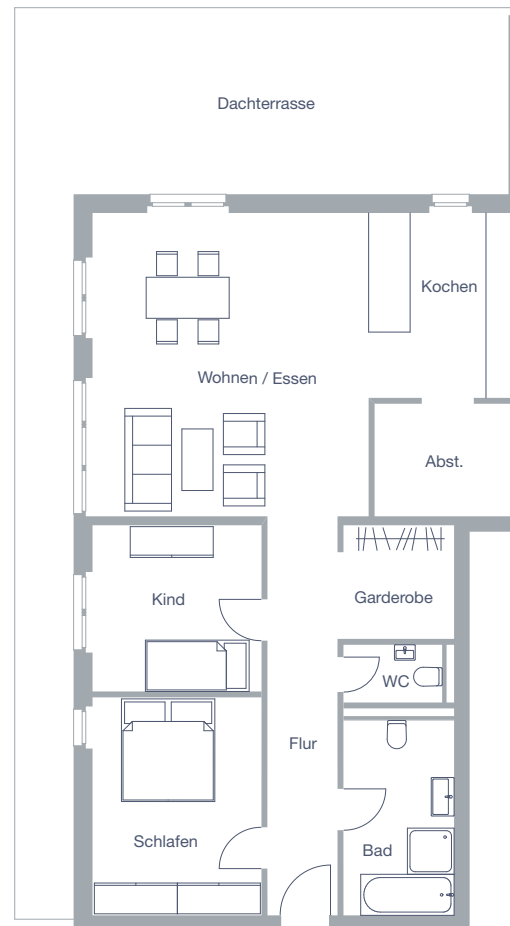 Dachterrasse
Kochen
Wohnen / Essen
Abst.
Kind
Garderobe
WC
Flur
Schlafen
Bad